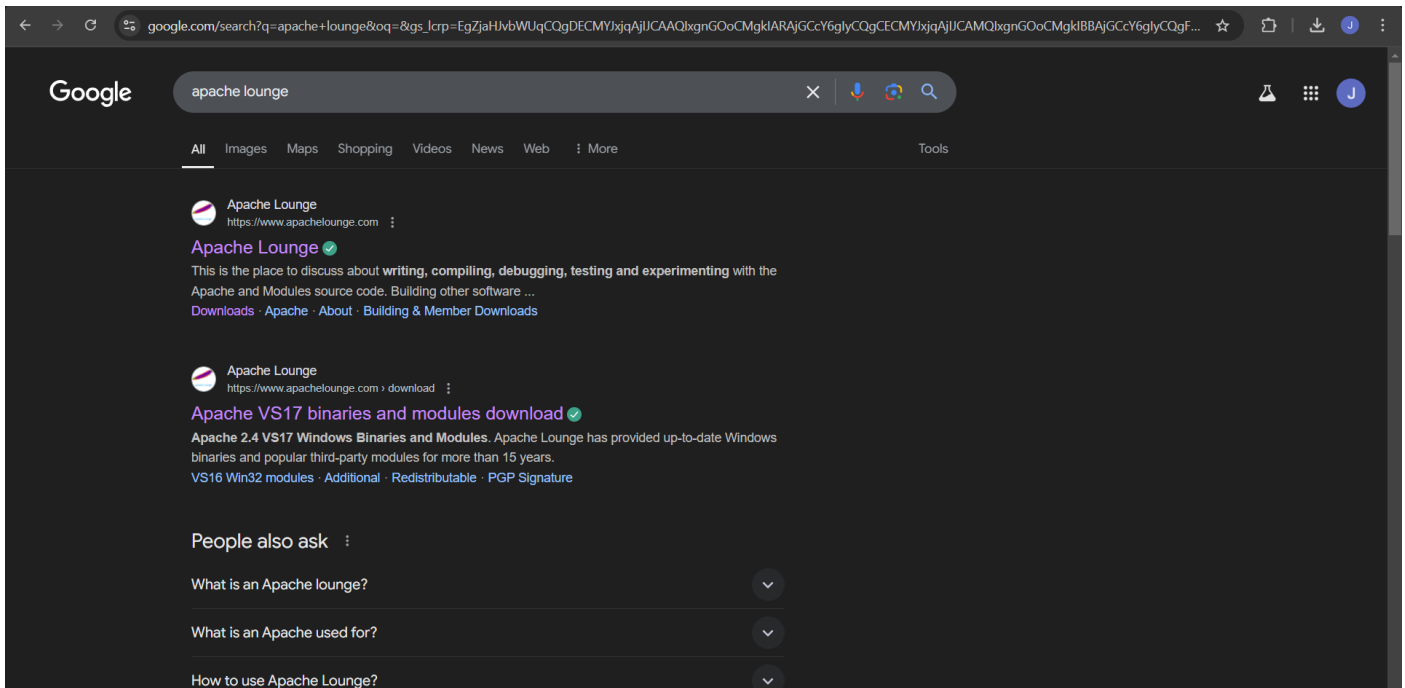 google.com/search?q=apache+lounge&oq=&gs_lcrp=EgZjaHJvbWUqCQgDECMYJxjqAjIJCAAQIxgnGOoCMgkIARAjGCcY6gIyCQgCECMYJxjqAjIJCAMQIxgnGOoCMgkIBBAjGCcY6gIyCQgF...
J
Google
apache lounge
J
All Images Maps Shopping Videos News Web More Tools
Apache Lounge
https://www.apachelounge.com
Apache Lounge
This is the place to discuss about writing, compiling, debugging, testing and experimenting with the
Apache and Modules source code. Building other software ...
Downloads · Apache · About · Building & Member Downloads
Apache Lounge
https://www.apachelounge.com › download
Apache VS17 binaries and modules download
Apache 2.4 VS17 Windows Binaries and Modules. Apache Lounge has provided up-to-date Windows
binaries and popular third-party modules for more than 15 years.
VS16 Win32 modules · Additional · Redistributable · PGP Signature
People also ask
What is an Apache lounge?
What is an Apache used for?
How to use Apache Lounge?